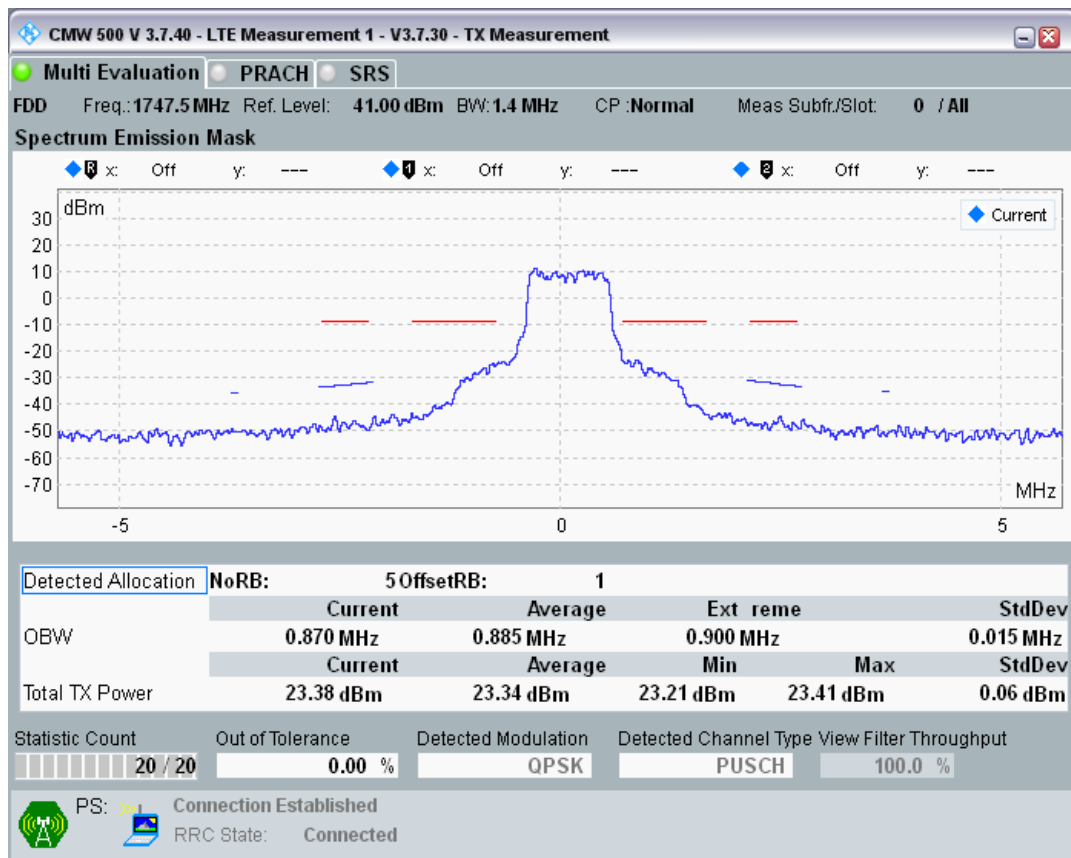 CMW 500 V 3.7.40 - LTE Measurement 1 - V3.7.30 - TX Measurement
Multi Evaluation PRACH SRS
FDD Freq.:1747.5 MHz Ref. Level: 41.00 dBm BW:1.4 MHz CP :Normal Meas Subfr./Slot: 0 / All
Spectrum Emission Mask
R x: Off y: --- 1 x: Off y: --- 2 x: Off y: ---
dBm
Current
30
20
10
0
-10
-20
-30
-40
-50
-60
-70
MHz
-5 0 5
Detected Allocation NoRB: 5 OffsetRB: 1
Current Average Ext reme StdDev
OBW 0.870 MHz 0.885 MHz 0.900 MHz 0.015 MHz
Current Average Min Max StdDev
Total TX Power 23.38 dBm 23.34 dBm 23.21 dBm 23.41 dBm 0.06 dBm
Statistic Count Out of Tolerance Detected Modulation Detected Channel Type View Filter Throughput
20 / 20 0.00 % QPSK PUSCH 100.0 %
PS: Connection Established
RRC State: Connected